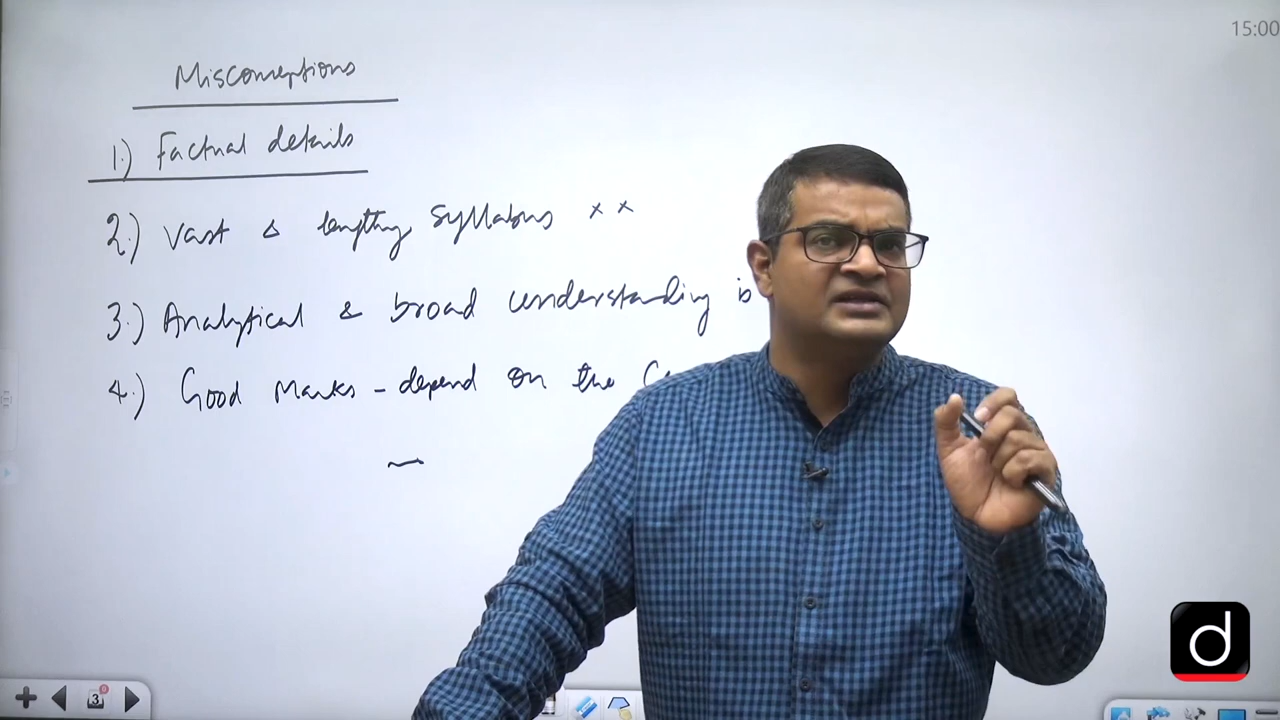 15:00
Misconceptions
1.) Factual details
2.) Vast & lengthy syllabus x x
3.) Analytical & broad understanding is
4.) Good Marks - depend on the
3
d